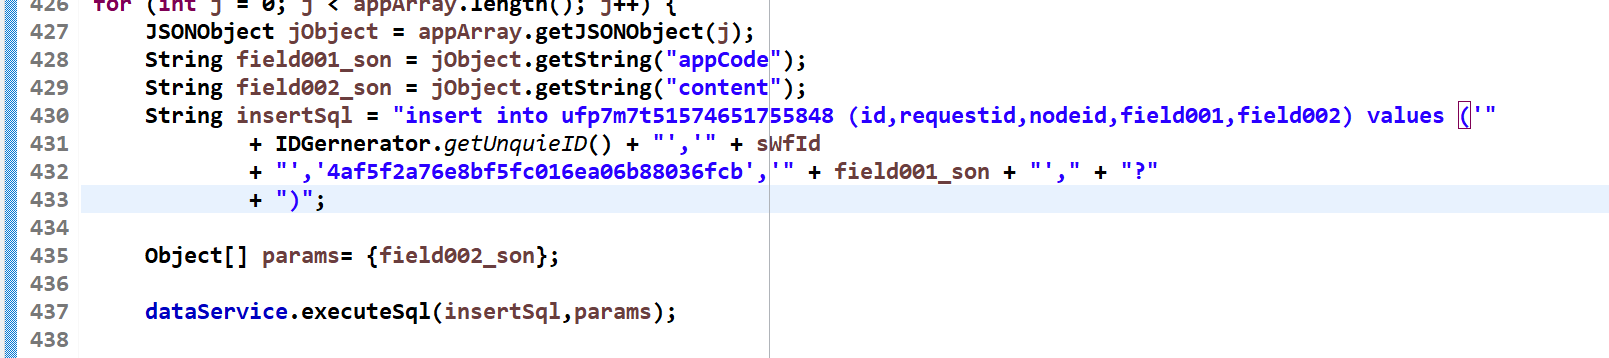 426 for (int j = 0; j < appArray.length(); j++) {
427 JSONObject jObject = appArray.getJSONObject(j);
428 String field001_son = jObject.getString("appCode");
429 String field002_son = jObject.getString("content");
430 String insertSql = "insert into ufp7m7t51574651755848 (id,requestid,nodeid,field001,field002) values ('"
431 + IDGernerator.getUnquieID() + "','" + sWfId
432 + "','4af5f2a76e8bf5fc016ea06b88036fcb','" + field001_son + "'," + "?"
433 + ")";
434
435 Object[] params= {field002_son};
436
437 dataService.executeSql(insertSql,params);
438